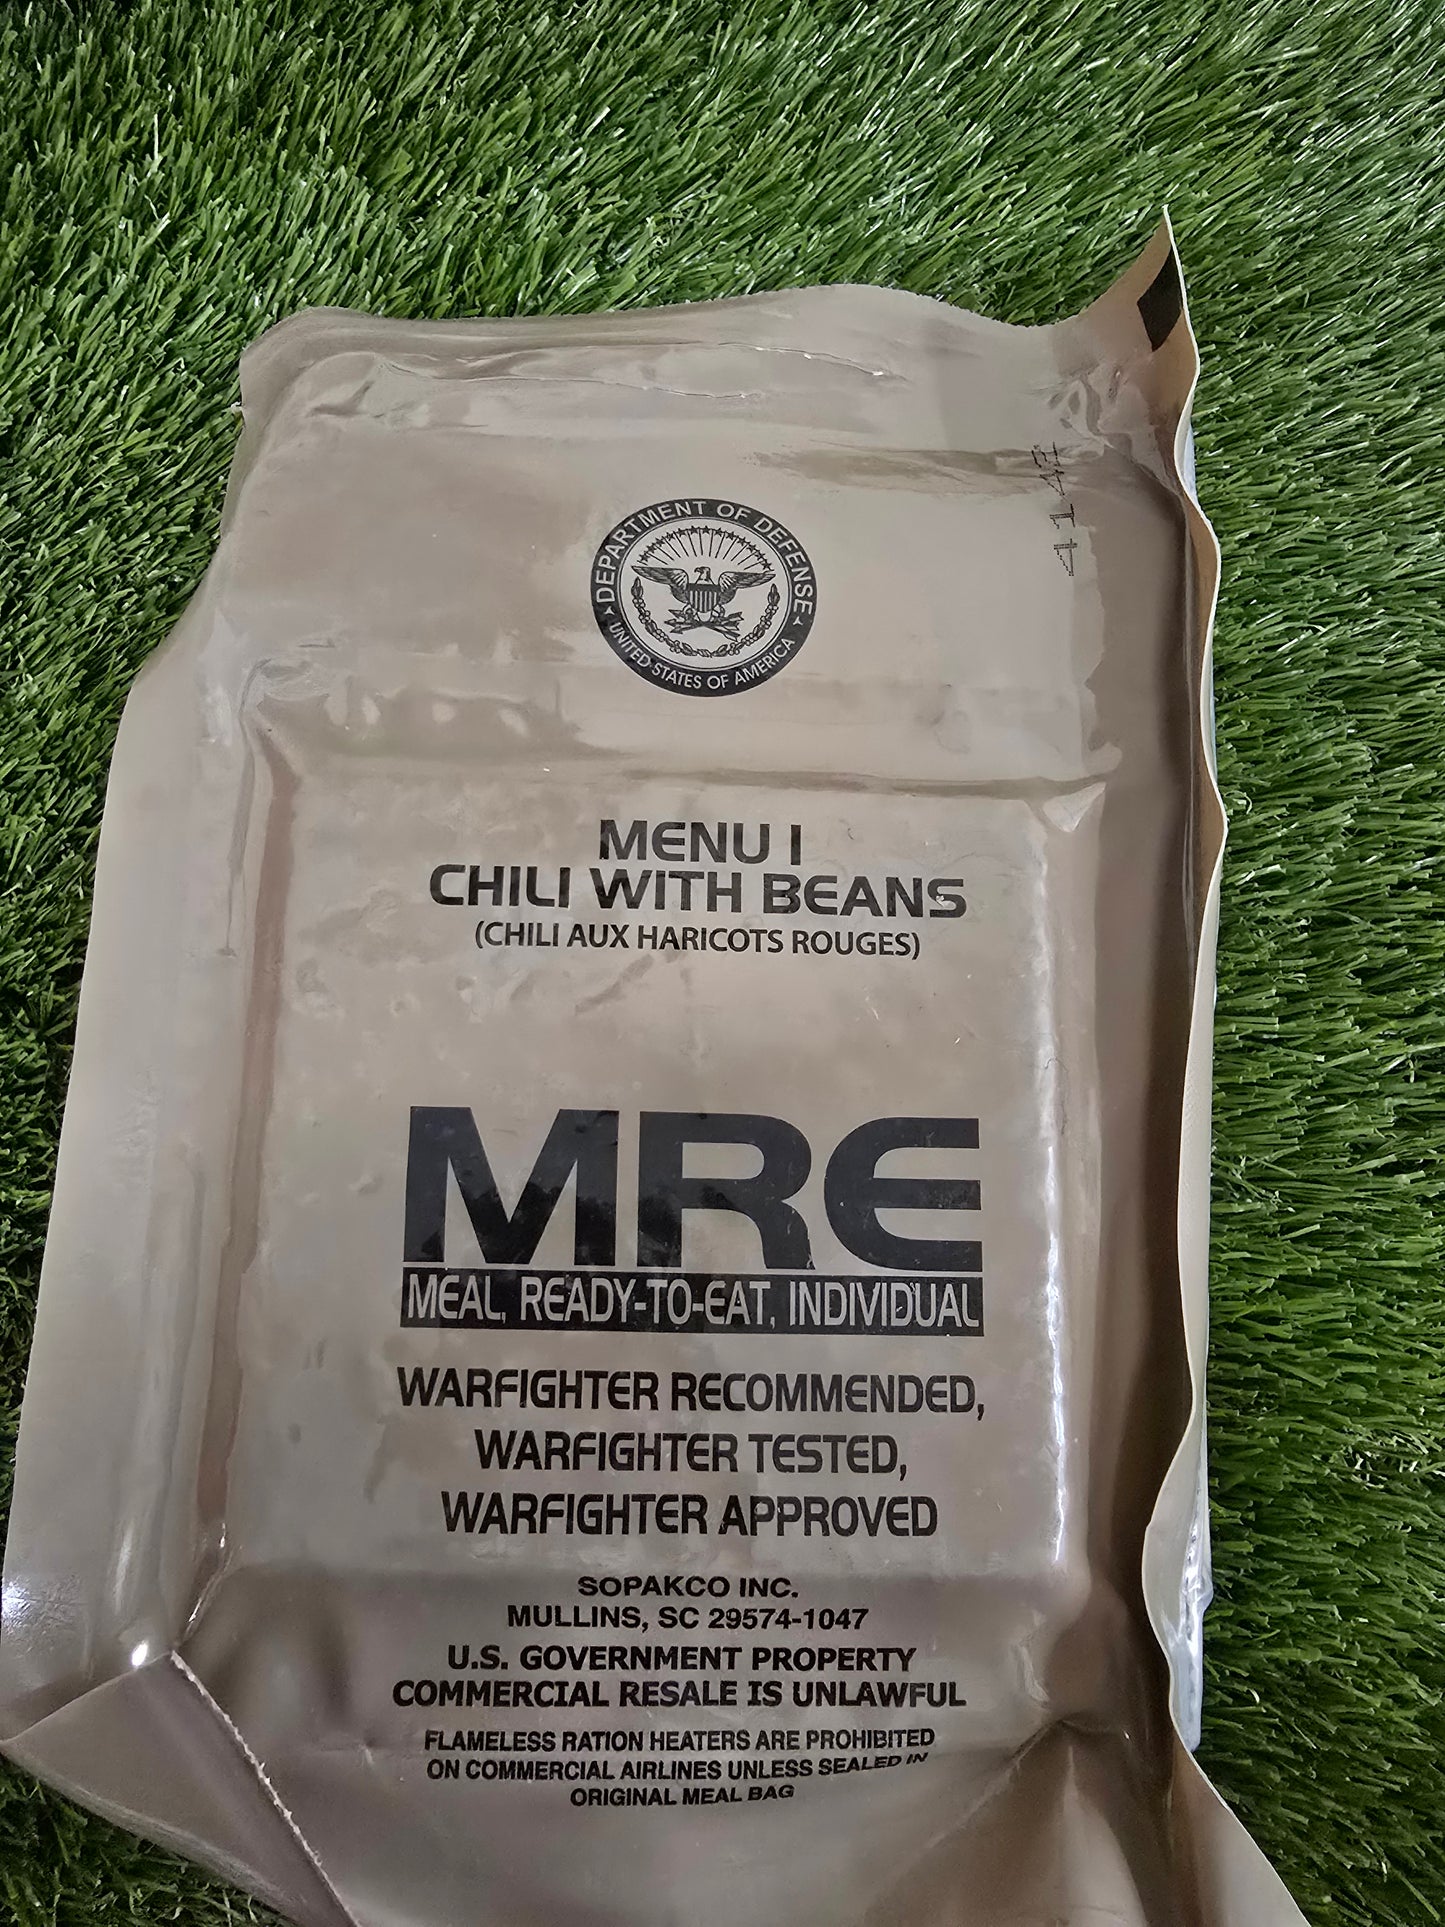 DEPARTMENT OF DEFENSE
UNITED STATES OF AMERICA
4142
MENU 1
CHILI WITH BEANS
(CHILI AUX HARICOTS ROUGES)
MRE
MEAL, READY-TO-EAT, INDIVIDUAL
WARFIGHTER RECOMMENDED,
WARFIGHTER TESTED,
WARFIGHTER APPROVED
SOPAKCO INC.
MULLINS, SC 29574-1047
U.S. GOVERNMENT PROPERTY
COMMERCIAL RESALE IS UNLAWFUL
FLAMELESS RATION HEATERS ARE PROHIBITED
ON COMMERCIAL AIRLINES UNLESS SEALED IN
ORIGINAL MEAL BAG